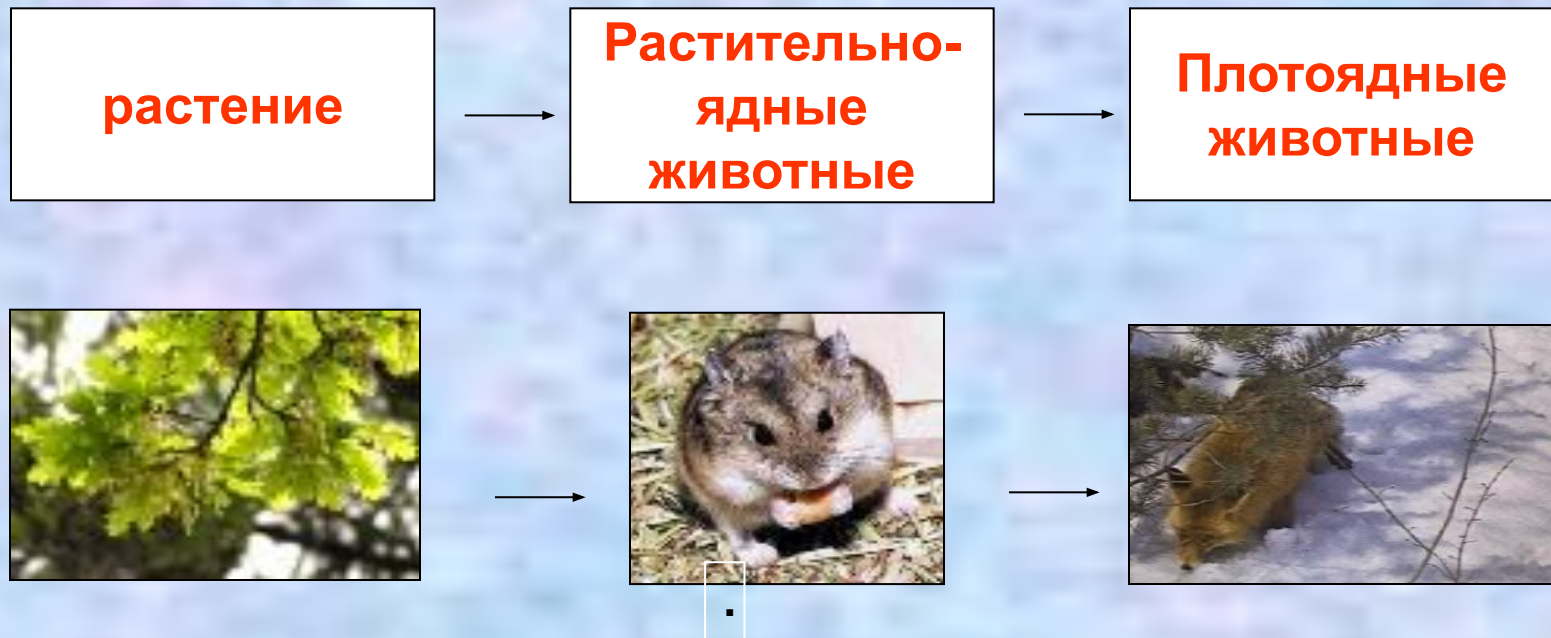 растение
Растительно-
ядные
животные
Плотоядные
животные
.